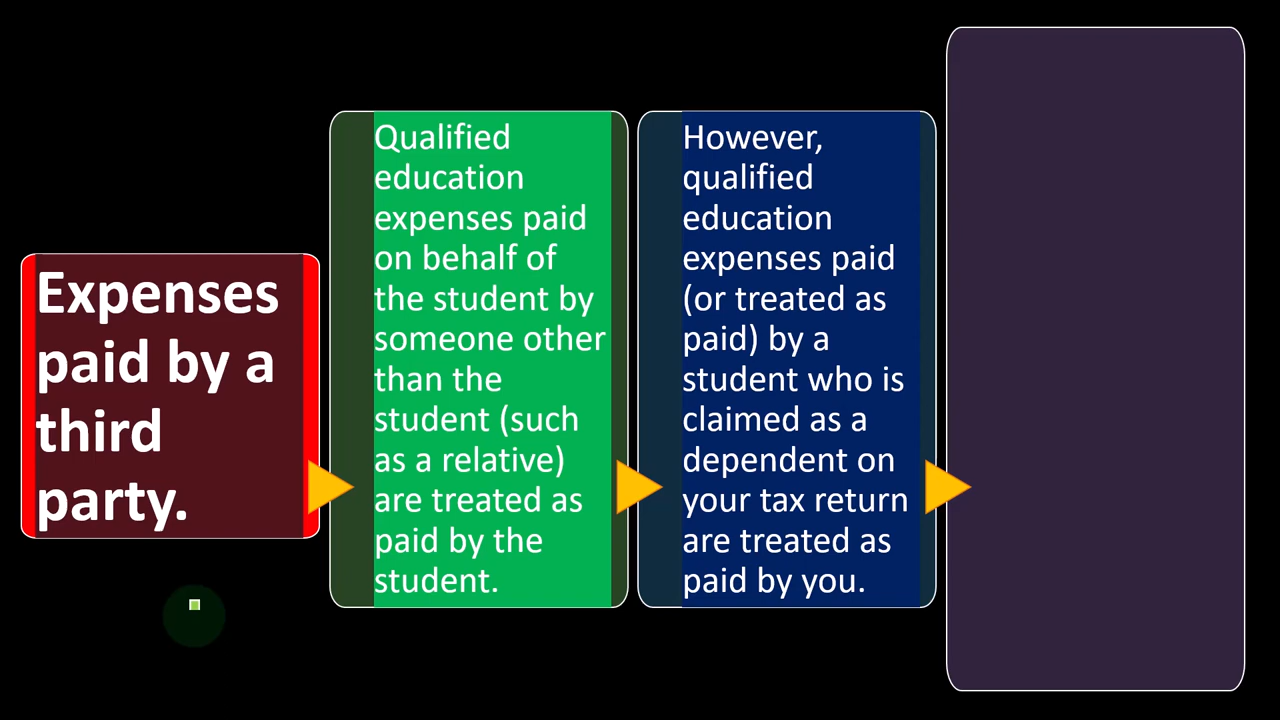 Expenses
paid by a
third
party.
Qualified
education
expenses paid
on behalf of
the student by
someone other
than the
student (such
as a relative)
are treated as
paid by the
student.
However,
qualified
education
expenses paid
(or treated as
paid) by a
student who is
claimed as a
dependent on
your tax return
are treated as
paid by you.